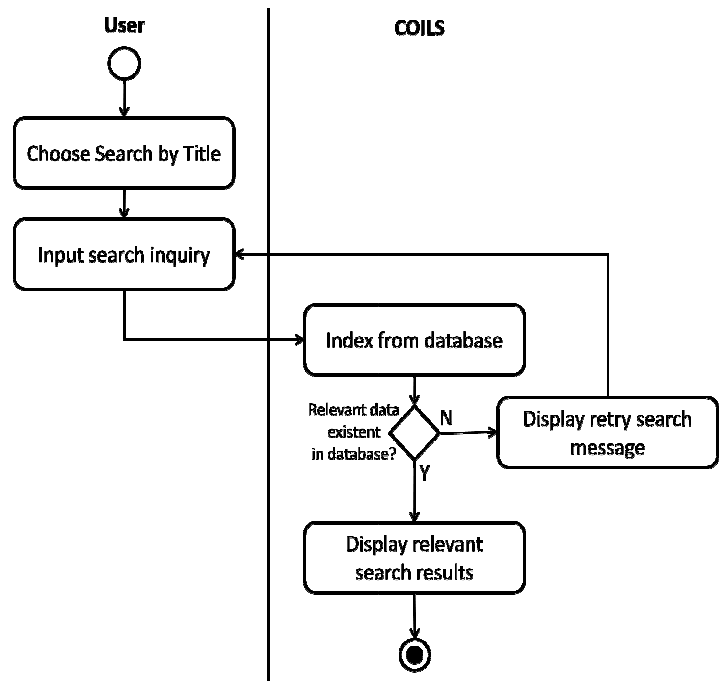 User
COILS
Choose Search by Title
Input search inquiry
Index from database
Relevant data
existent
in database?
N
Display retry search
message
Y
Display relevant
search results